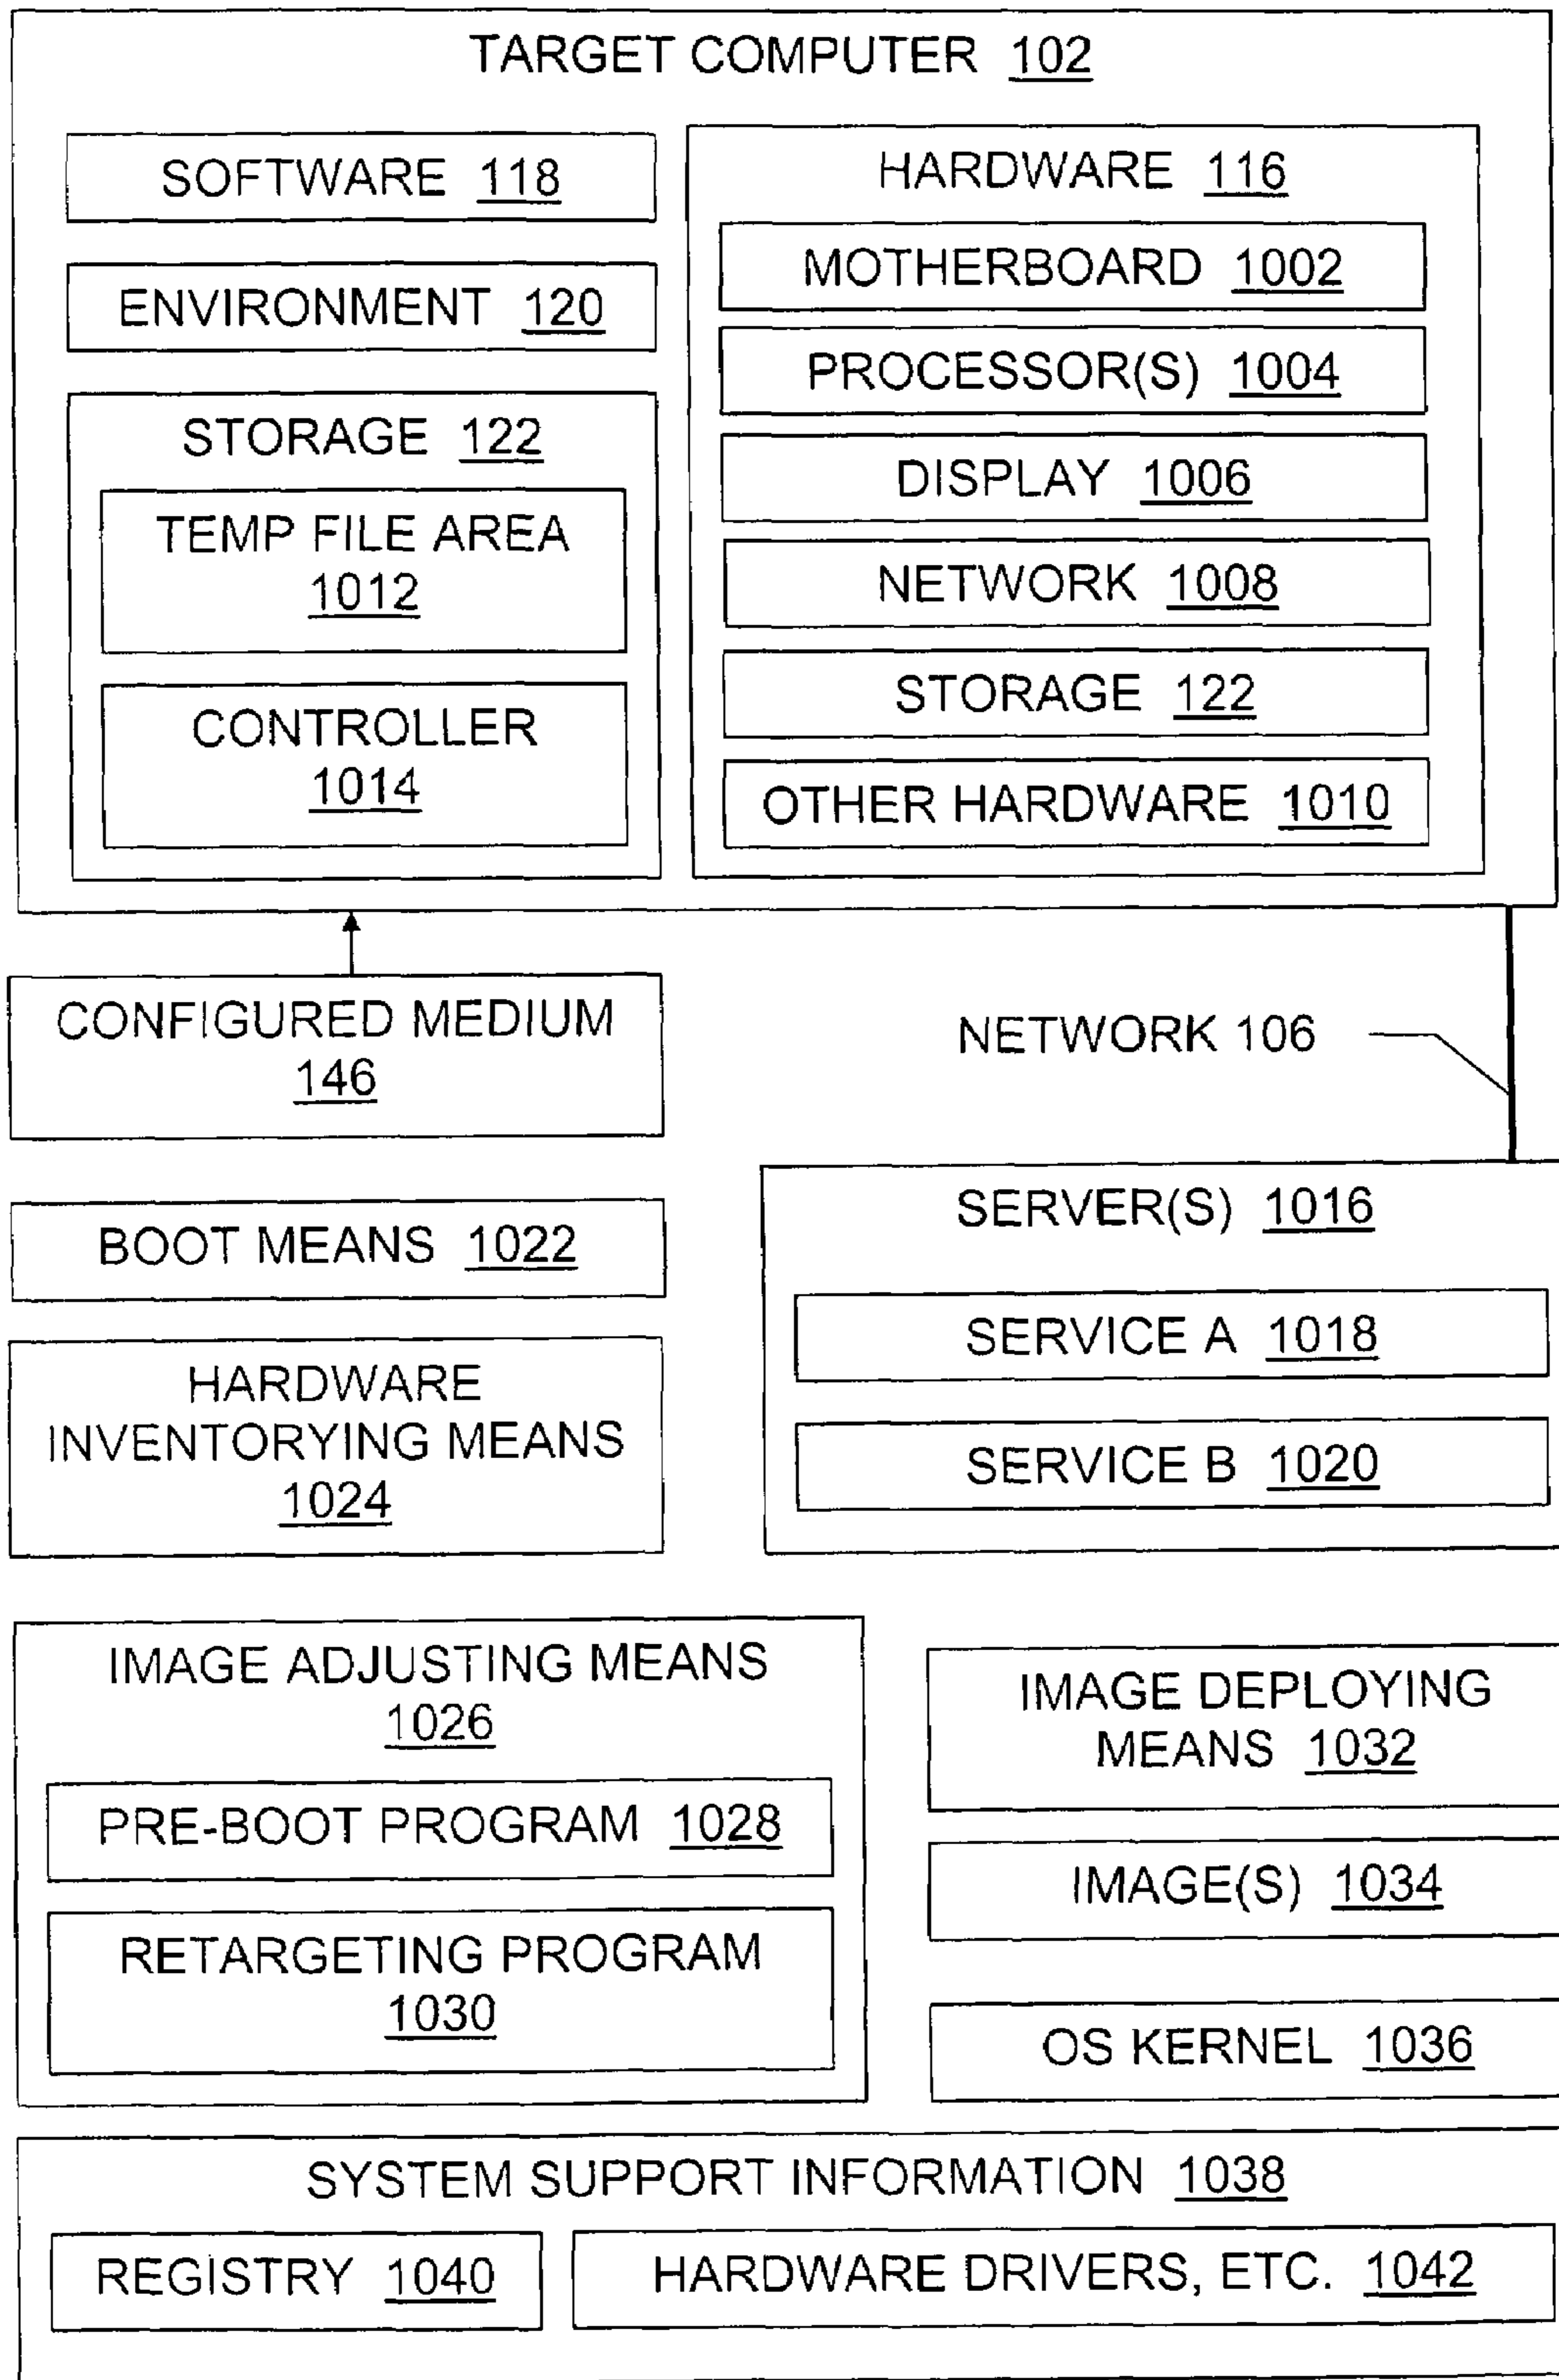 TARGET COMPUTER 102
SOFTWARE 118
ENVIRONMENT 120
STORAGE 122
TEMP FILE AREA
1012
CONTROLLER
1014
HARDWARE 116
MOTHERBOARD 1002
PROCESSOR(S) 1004
DISPLAY 1006
NETWORK 1008
STORAGE 122
OTHER HARDWARE 1010
CONFIGURED MEDIUM
146
NETWORK 106
BOOT MEANS 1022
HARDWARE
INVENTORYING MEANS
1024
SERVER(S) 1016
SERVICE A 1018
SERVICE B 1020
IMAGE ADJUSTING MEANS
1026
PRE-BOOT PROGRAM 1028
RETARGETING PROGRAM
1030
IMAGE DEPLOYING
MEANS 1032
IMAGE(S) 1034
OS KERNEL 1036
SYSTEM SUPPORT INFORMATION 1038
REGISTRY 1040
HARDWARE DRIVERS, ETC. 1042